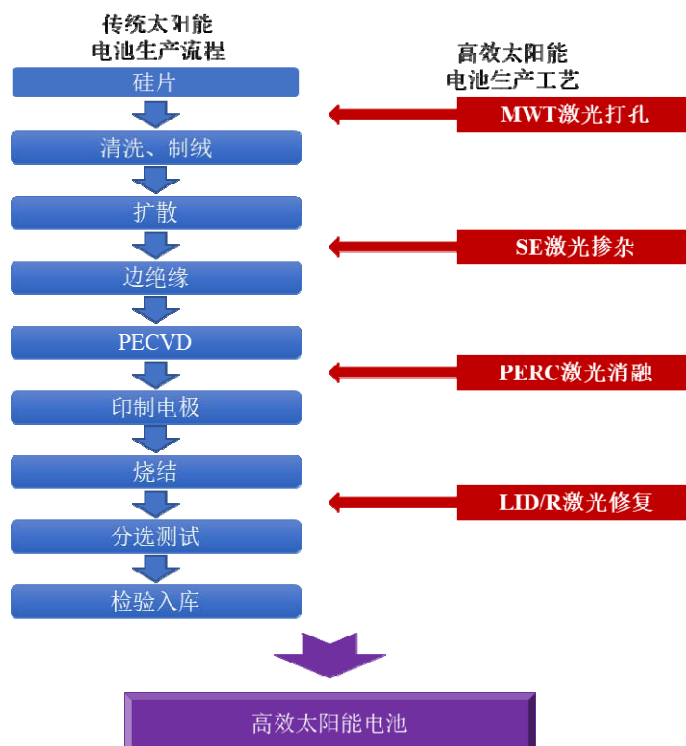 传统太阳能
电池生产流程
高效太阳能
电池生产工艺
硅片
MWT激光打孔
清洗、制绒
扩散
SE激光掺杂
边绝缘
PECVD
PERC激光消融
印制电极
烧结
LID/R激光修复
分选测试
检验入库
高效太阳能电池